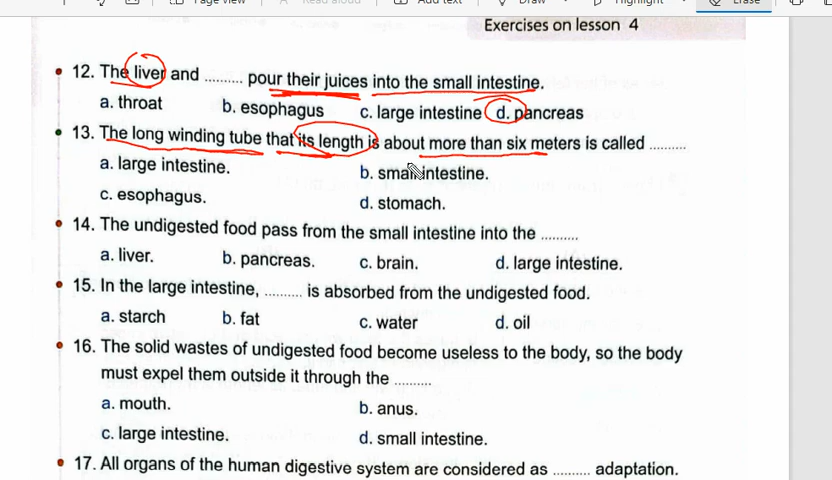 Page view
Read aloud
Add text
Draw
Highlight
Erase
Exercises on lesson 4
12. The liver and .......... pour their juices into the small intestine.
a. throat b. esophagus c. large intestine d. pancreas
13. The long winding tube that its length is about more than six meters is called ..........
a. large intestine. b. small intestine.
c. esophagus. d. stomach.
14. The undigested food pass from the small intestine into the ..........
a. liver. b. pancreas. c. brain. d. large intestine.
15. In the large intestine, .......... is absorbed from the undigested food.
a. starch b. fat c. water d. oil
16. The solid wastes of undigested food become useless to the body, so the body
must expel them outside it through the ..........
a. mouth. b. anus.
c. large intestine. d. small intestine.
17. All organs of the human digestive system are considered as .......... adaptation.